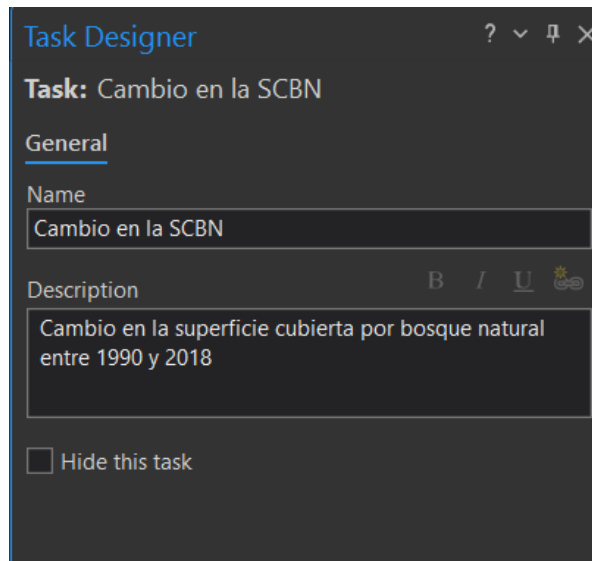 Task Designer
Task: Cambio en la SCBN
General
Name
Cambio en la SCBN
Description
B I U
Cambio en la superficie cubierta por bosque natural
entre 1990 y 2018
Hide this task